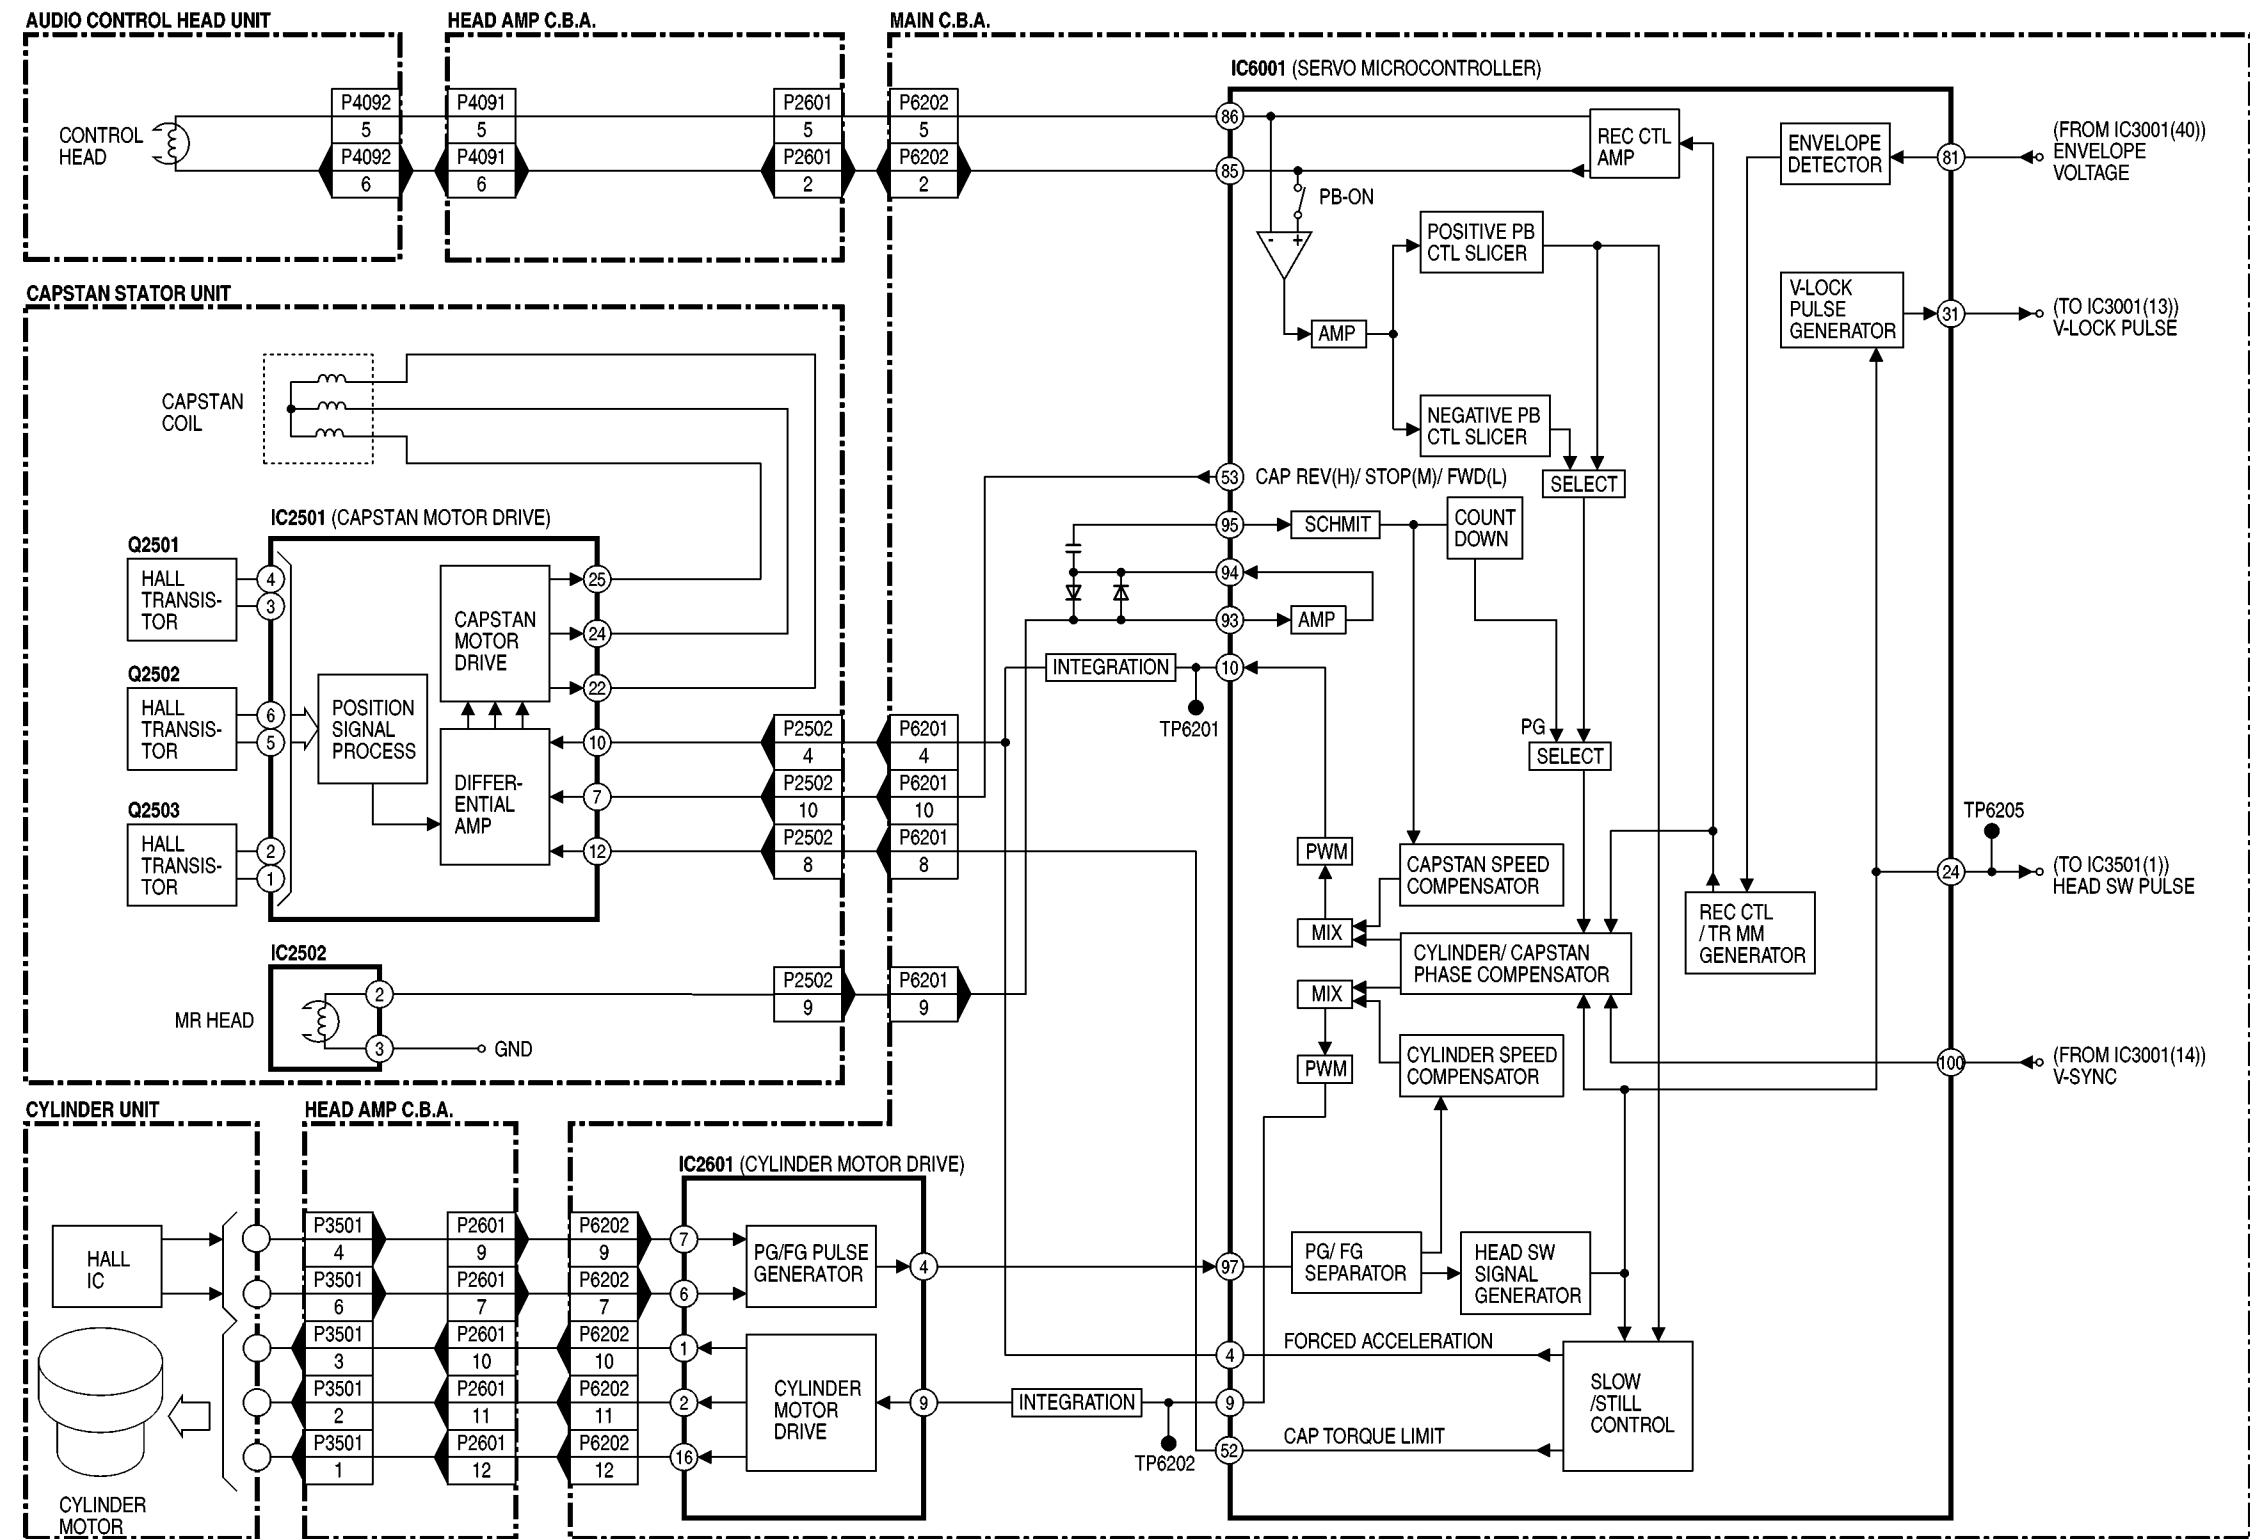 AUDIO CONTROL HEAD UNIT
HEAD AMP C.B.A.
MAIN C.B.A.
IC6001 (SERVO MICROCONTROLLER)
CONTROL
HEAD
P4092
5
P4092
6
P4091
5
P4091
6
P2601
5
P2601
2
P6202
5
P6202
2
86
85
PB-ON
- +
REC CTL
AMP
ENVELOPE
DETECTOR
81
(FROM IC3001(40))
ENVELOPE
VOLTAGE
POSITIVE PB
CTL SLICER
AMP
NEGATIVE PB
CTL SLICER
SELECT
V-LOCK
PULSE
GENERATOR
31
(TO IC3001(13))
V-LOCK PULSE
CAPSTAN STATOR UNIT
CAPSTAN
COIL
IC2501 (CAPSTAN MOTOR DRIVE)
Q2501
HALL
TRANSIS-
TOR
4
3
Q2502
HALL
TRANSIS-
TOR
6
5
Q2503
HALL
TRANSIS-
TOR
2
1
POSITION
SIGNAL
PROCESS
CAPSTAN
MOTOR
DRIVE
DIFFER-
ENTIAL
AMP
25
24
22
10
7
12
P2502
4
P2502
10
P2502
8
P6201
4
P6201
10
P6201
8
53
CAP REV(H)/ STOP(M)/ FWD(L)
95
SCHMIT
COUNT
DOWN
94
93
AMP
INTEGRATION
10
TP6201
PG
SELECT
PWM
CAPSTAN SPEED
COMPENSATOR
MIX
CYLINDER/ CAPSTAN
PHASE COMPENSATOR
MIX
PWM
CYLINDER SPEED
COMPENSATOR
REC CTL
/ TR MM
GENERATOR
TP6205
24
(TO IC3501(1))
HEAD SW PULSE
100
(FROM IC3001(14))
V-SYNC
IC2502
MR HEAD
2
3
GND
P2502
9
P6201
9
CYLINDER UNIT
HEAD AMP C.B.A.
IC2601 (CYLINDER MOTOR DRIVE)
HALL
IC
CYLINDER
MOTOR
P3501
4
P3501
6
P3501
3
P3501
2
P3501
1
P2601
9
P2601
7
P2601
10
P2601
11
P2601
12
P6202
9
P6202
7
P6202
10
P6202
11
P6202
12
7
6
1
2
16
PG/FG PULSE
GENERATOR
CYLINDER
MOTOR
DRIVE
4
9
INTEGRATION
TP6202
97
PG/ FG
SEPARATOR
HEAD SW
SIGNAL
GENERATOR
4
FORCED ACCELERATION
9
52
CAP TORQUE LIMIT
SLOW
/STILL
CONTROL